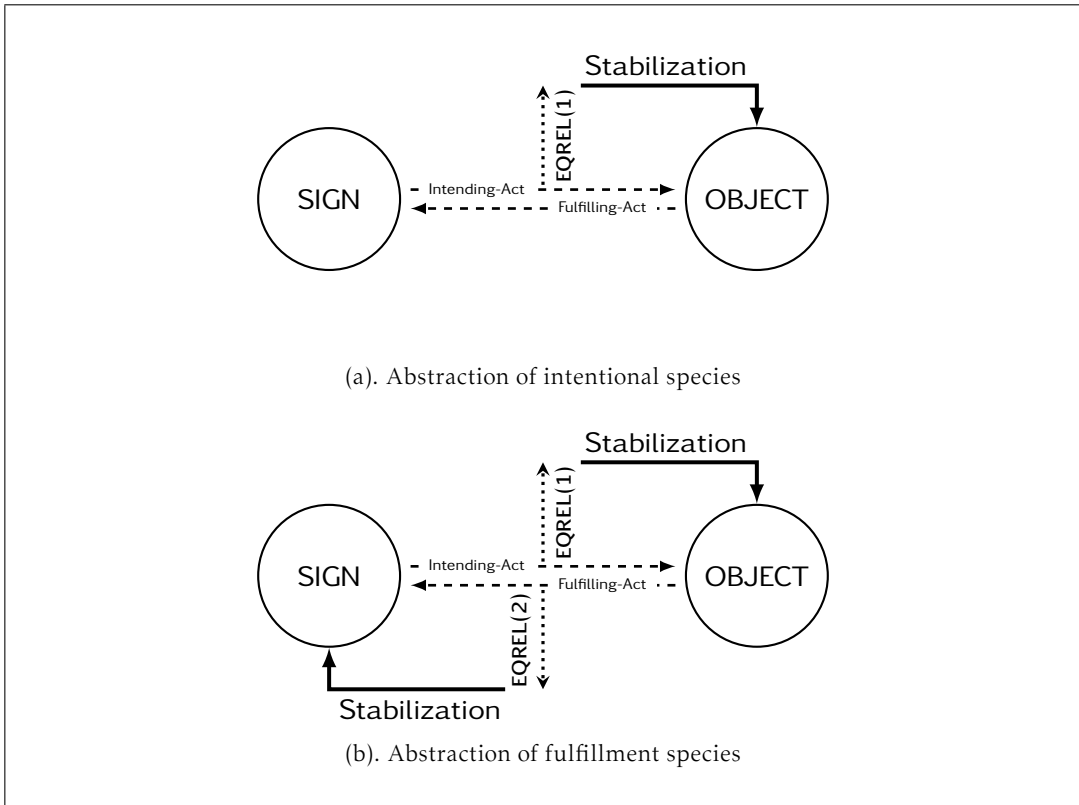 Stabilization
EQREL(1)
SIGN
Intending-Act
Fulfilling-Act
OBJECT
(a). Abstraction of intentional species
Stabilization
EQREL(1)
SIGN
Intending-Act
Fulfilling-Act
OBJECT
EQREL(2)
Stabilization
(b). Abstraction of fulfillment species